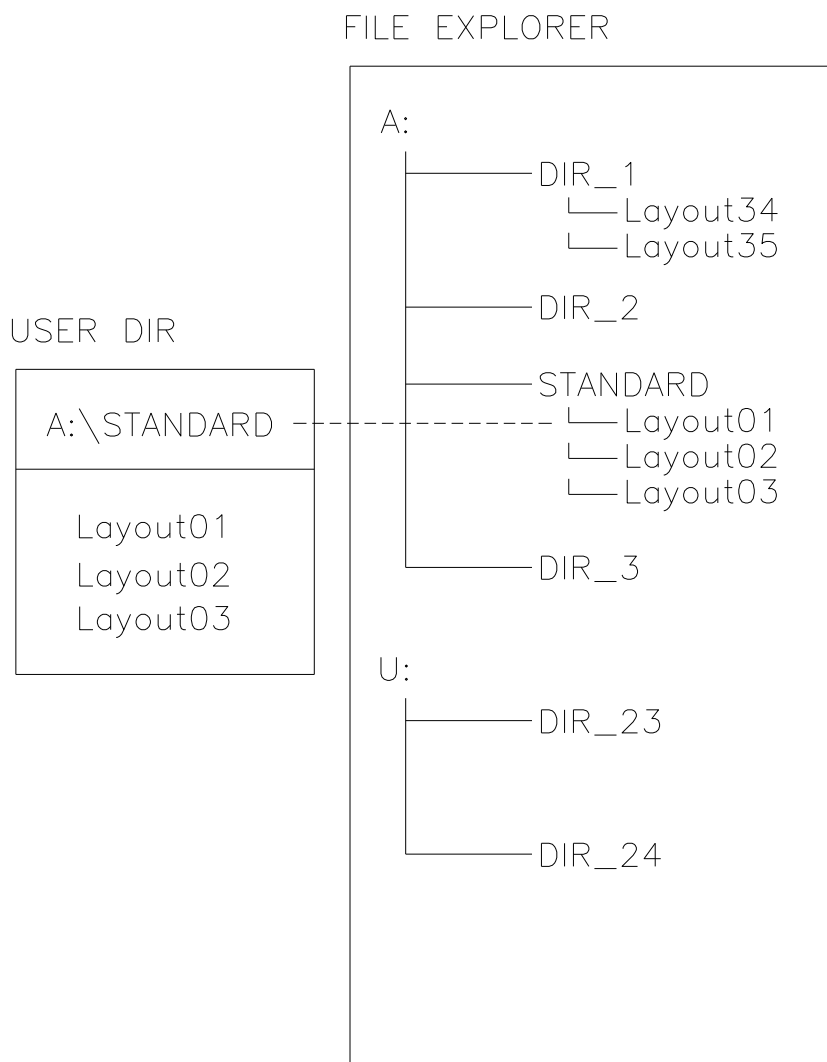 FILE EXPLORER
A:
DIR_1
Layout34
Layout35
DIR_2
STANDARD
Layout01
Layout02
Layout03
DIR_3
U:
DIR_23
DIR_24
USER DIR
A:\STANDARD
Layout01
Layout02
Layout03